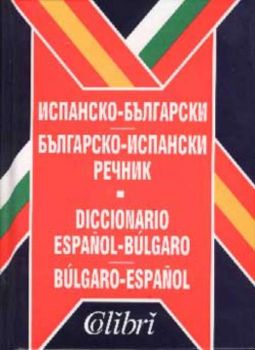 ИСПАНСКО-БЪЛГАРСКИ
БЪЛГАРСКО-ИСПАНСКИ
РЕЧНИК
DICCIONARIO
ESPAÑOL-BÚLGARO
BÚLGARO-ESPAÑOL
Colibri